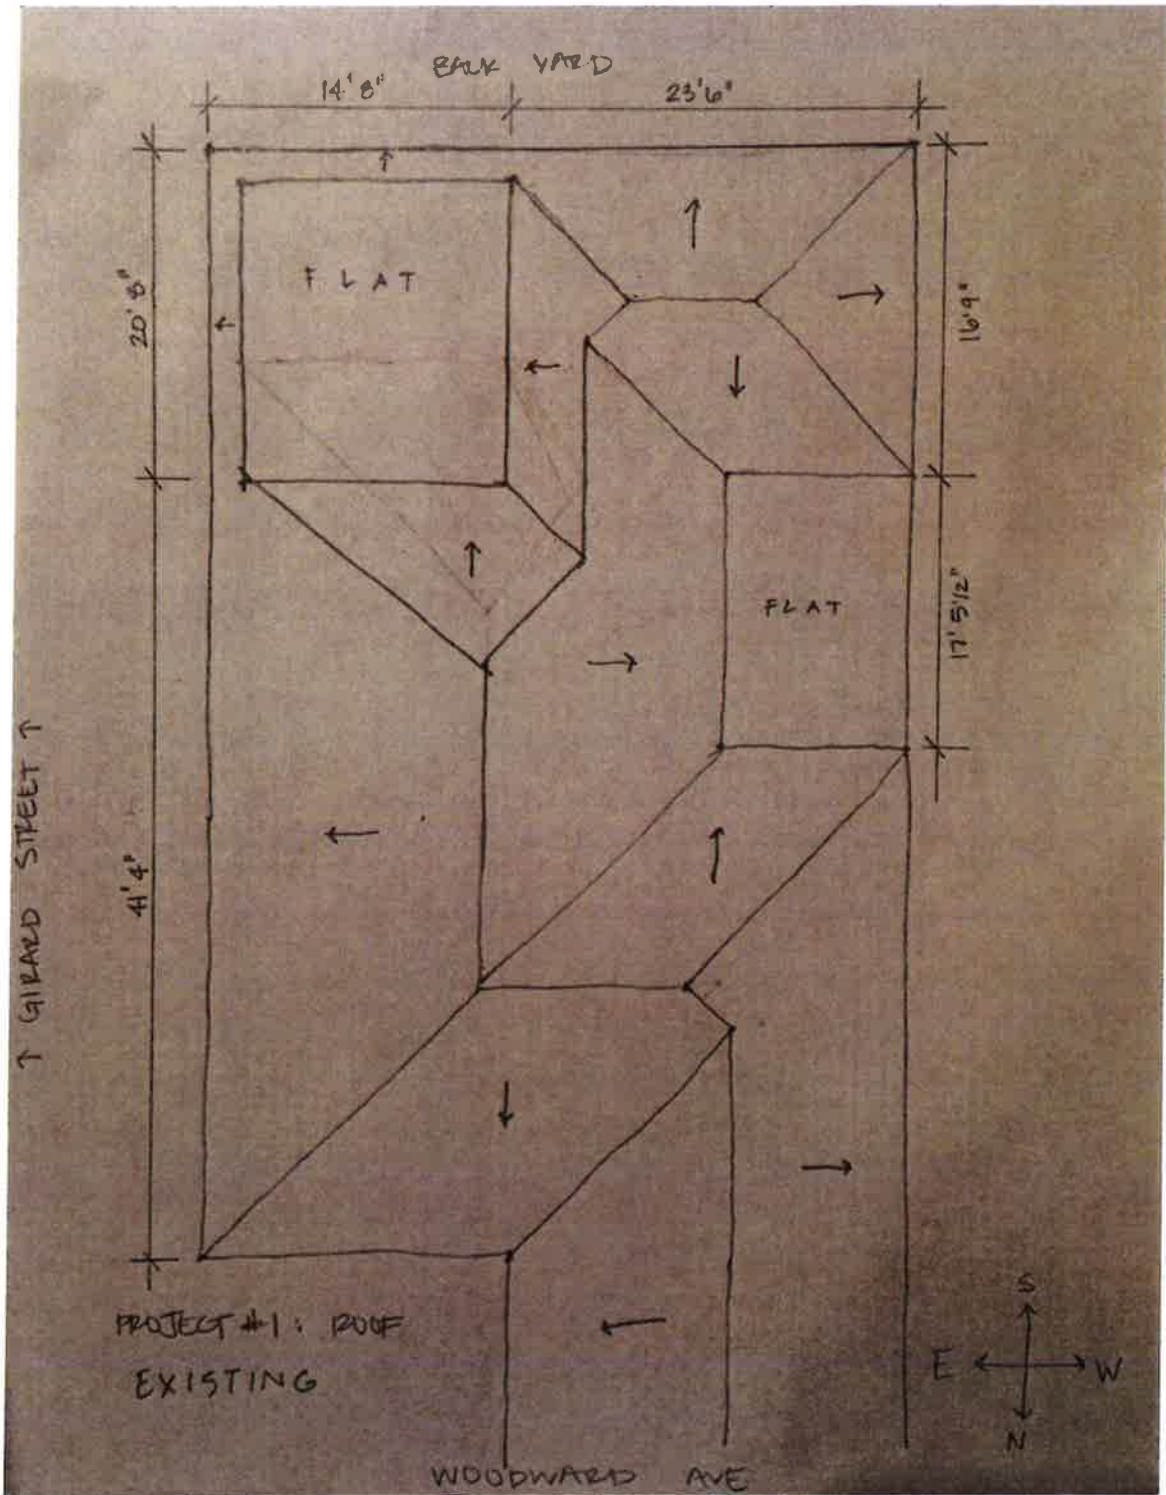 BACK YARD
14'8"
23'6"
20'8"
FLAT
16'9"
FLAT
17'5 1/2"
↑ GIRARD STREET ↑
41'4"
PROJECT #1: ROOF
EXISTING
S
E
W
N
WOODWARD AVE